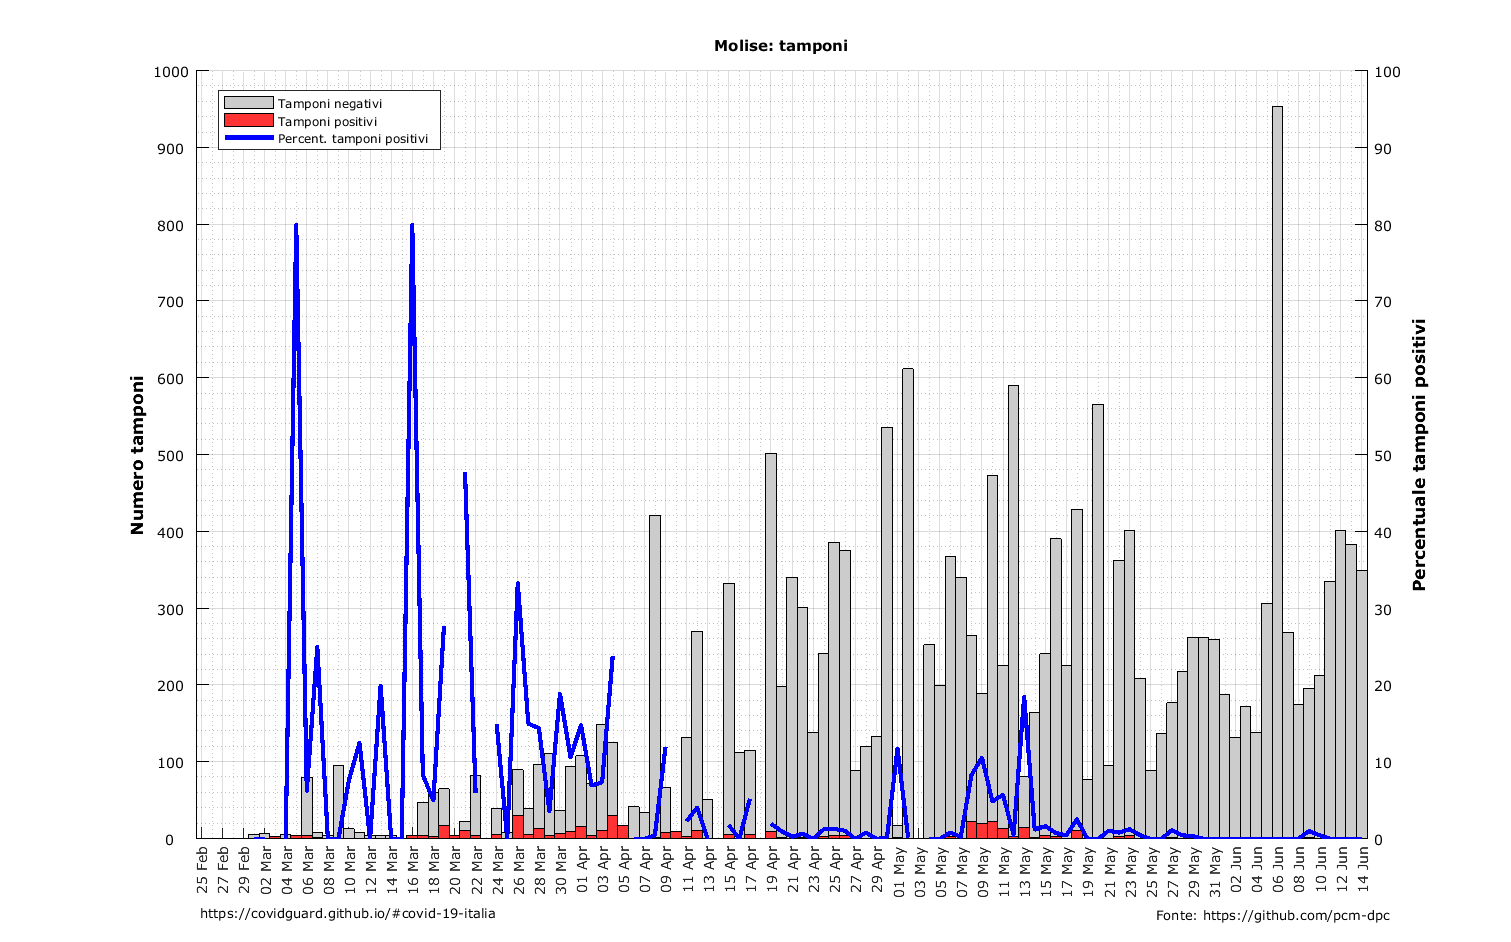 Molise: tamponi
Tamponi negativi
Tamponi positivi
Percent. tamponi positivi
Numero tamponi
1000
900
800
700
600
500
400
300
200
100
0
100
90
80
70
60
50
40
30
20
10
0
Percentuale tamponi positivi
25 Feb
27 Feb
29 Feb
02 Mar
04 Mar
06 Mar
08 Mar
10 Mar
12 Mar
14 Mar
16 Mar
18 Mar
20 Mar
22 Mar
24 Mar
26 Mar
28 Mar
30 Mar
01 Apr
03 Apr
05 Apr
07 Apr
09 Apr
11 Apr
13 Apr
15 Apr
17 Apr
19 Apr
21 Apr
23 Apr
25 Apr
27 Apr
29 Apr
01 May
03 May
05 May
07 May
09 May
11 May
13 May
15 May
17 May
19 May
21 May
23 May
25 May
27 May
29 May
31 May
02 Jun
04 Jun
06 Jun
08 Jun
10 Jun
12 Jun
14 Jun
https://covidguard.github.io/#covid-19-italia
Fonte: https://github.com/pcm-dpc